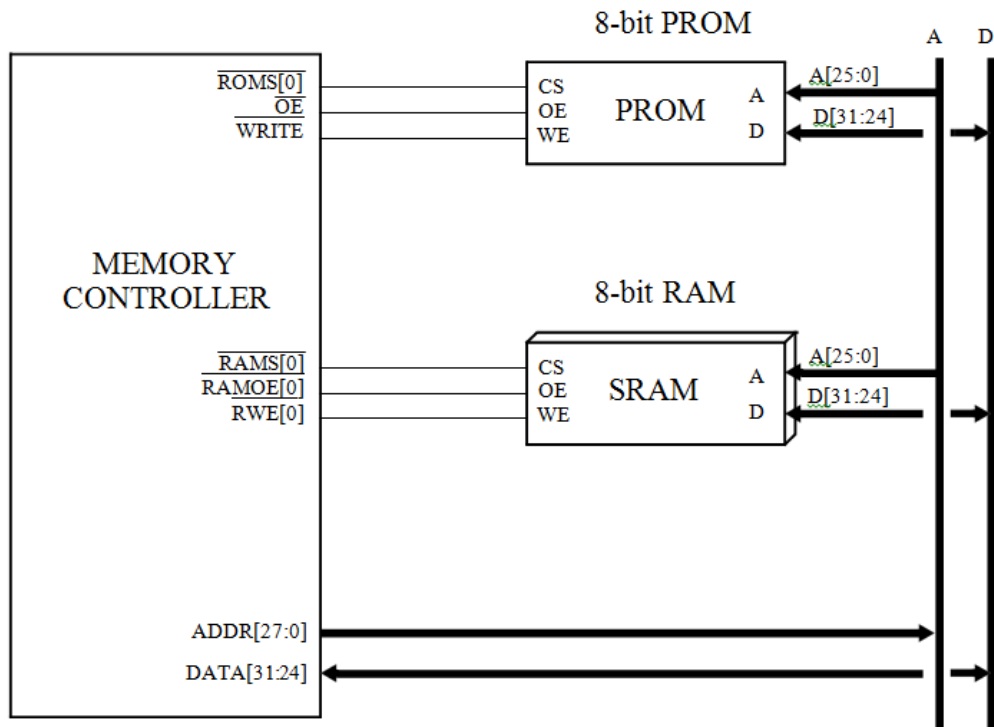 8-bit PROM
A D
ROMS[0]
OE
WRITE
CS
OE
WE
PROM
A
D
A[25:0]
D[31:24]
MEMORY
CONTROLLER
8-bit RAM
RAMS[0]
RAMOE[0]
RWE[0]
CS
OE
WE
SRAM
A
D
A[25:0]
D[31:24]
ADDR[27:0]
DATA[31:24]